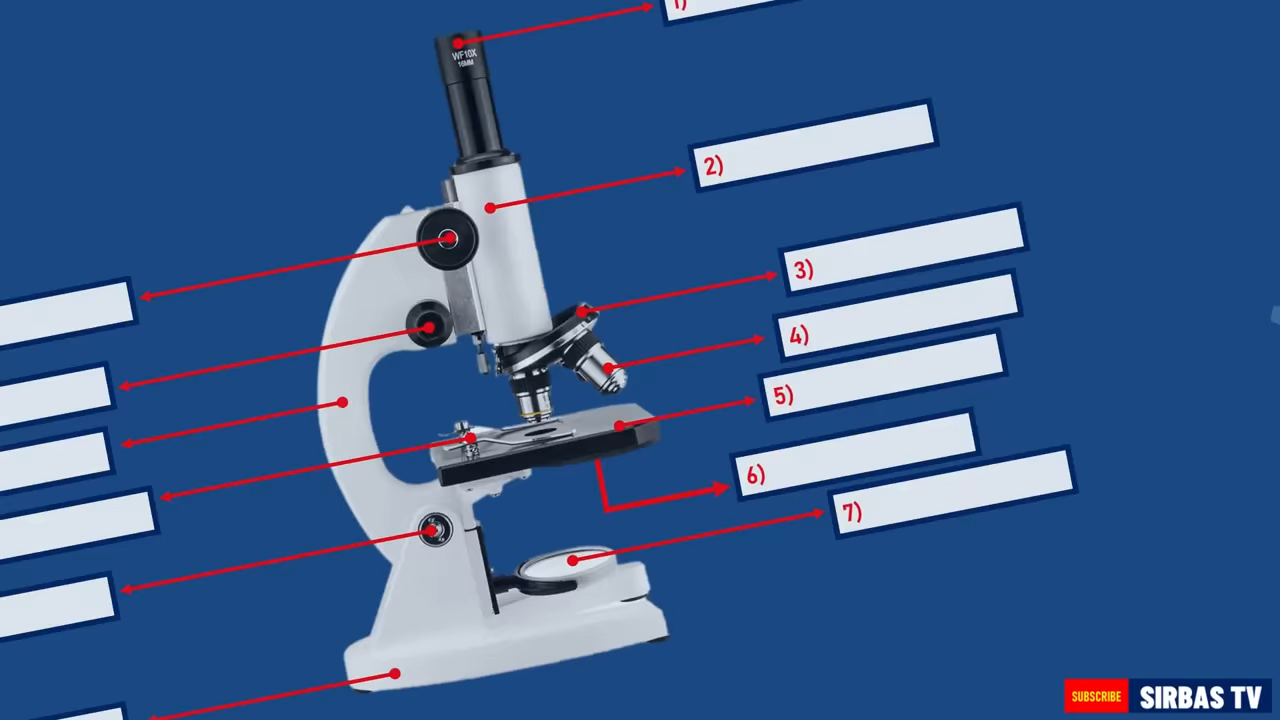 1)
WF10X
16MM
2)
3)
4)
5)
6)
7)
SUBSCRIBE
SIRBAS TV